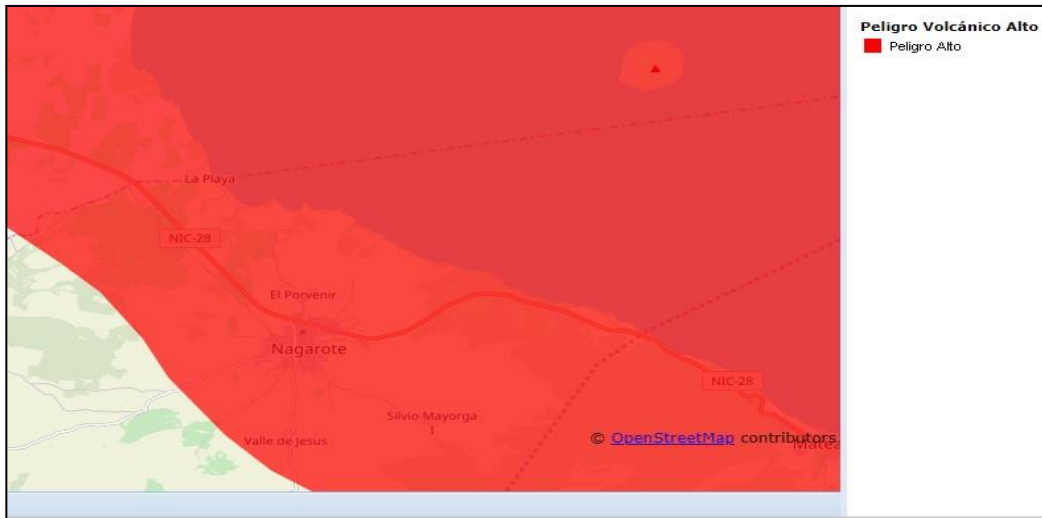 Peligro Volcánico Alto
Peligro Alto
La Playa
NIC-28
El Porvenir
Nagarote
NIC-28
Silvio Mayorga
I
Valle de Jesus
© OpenStreetMap contributors
Matea